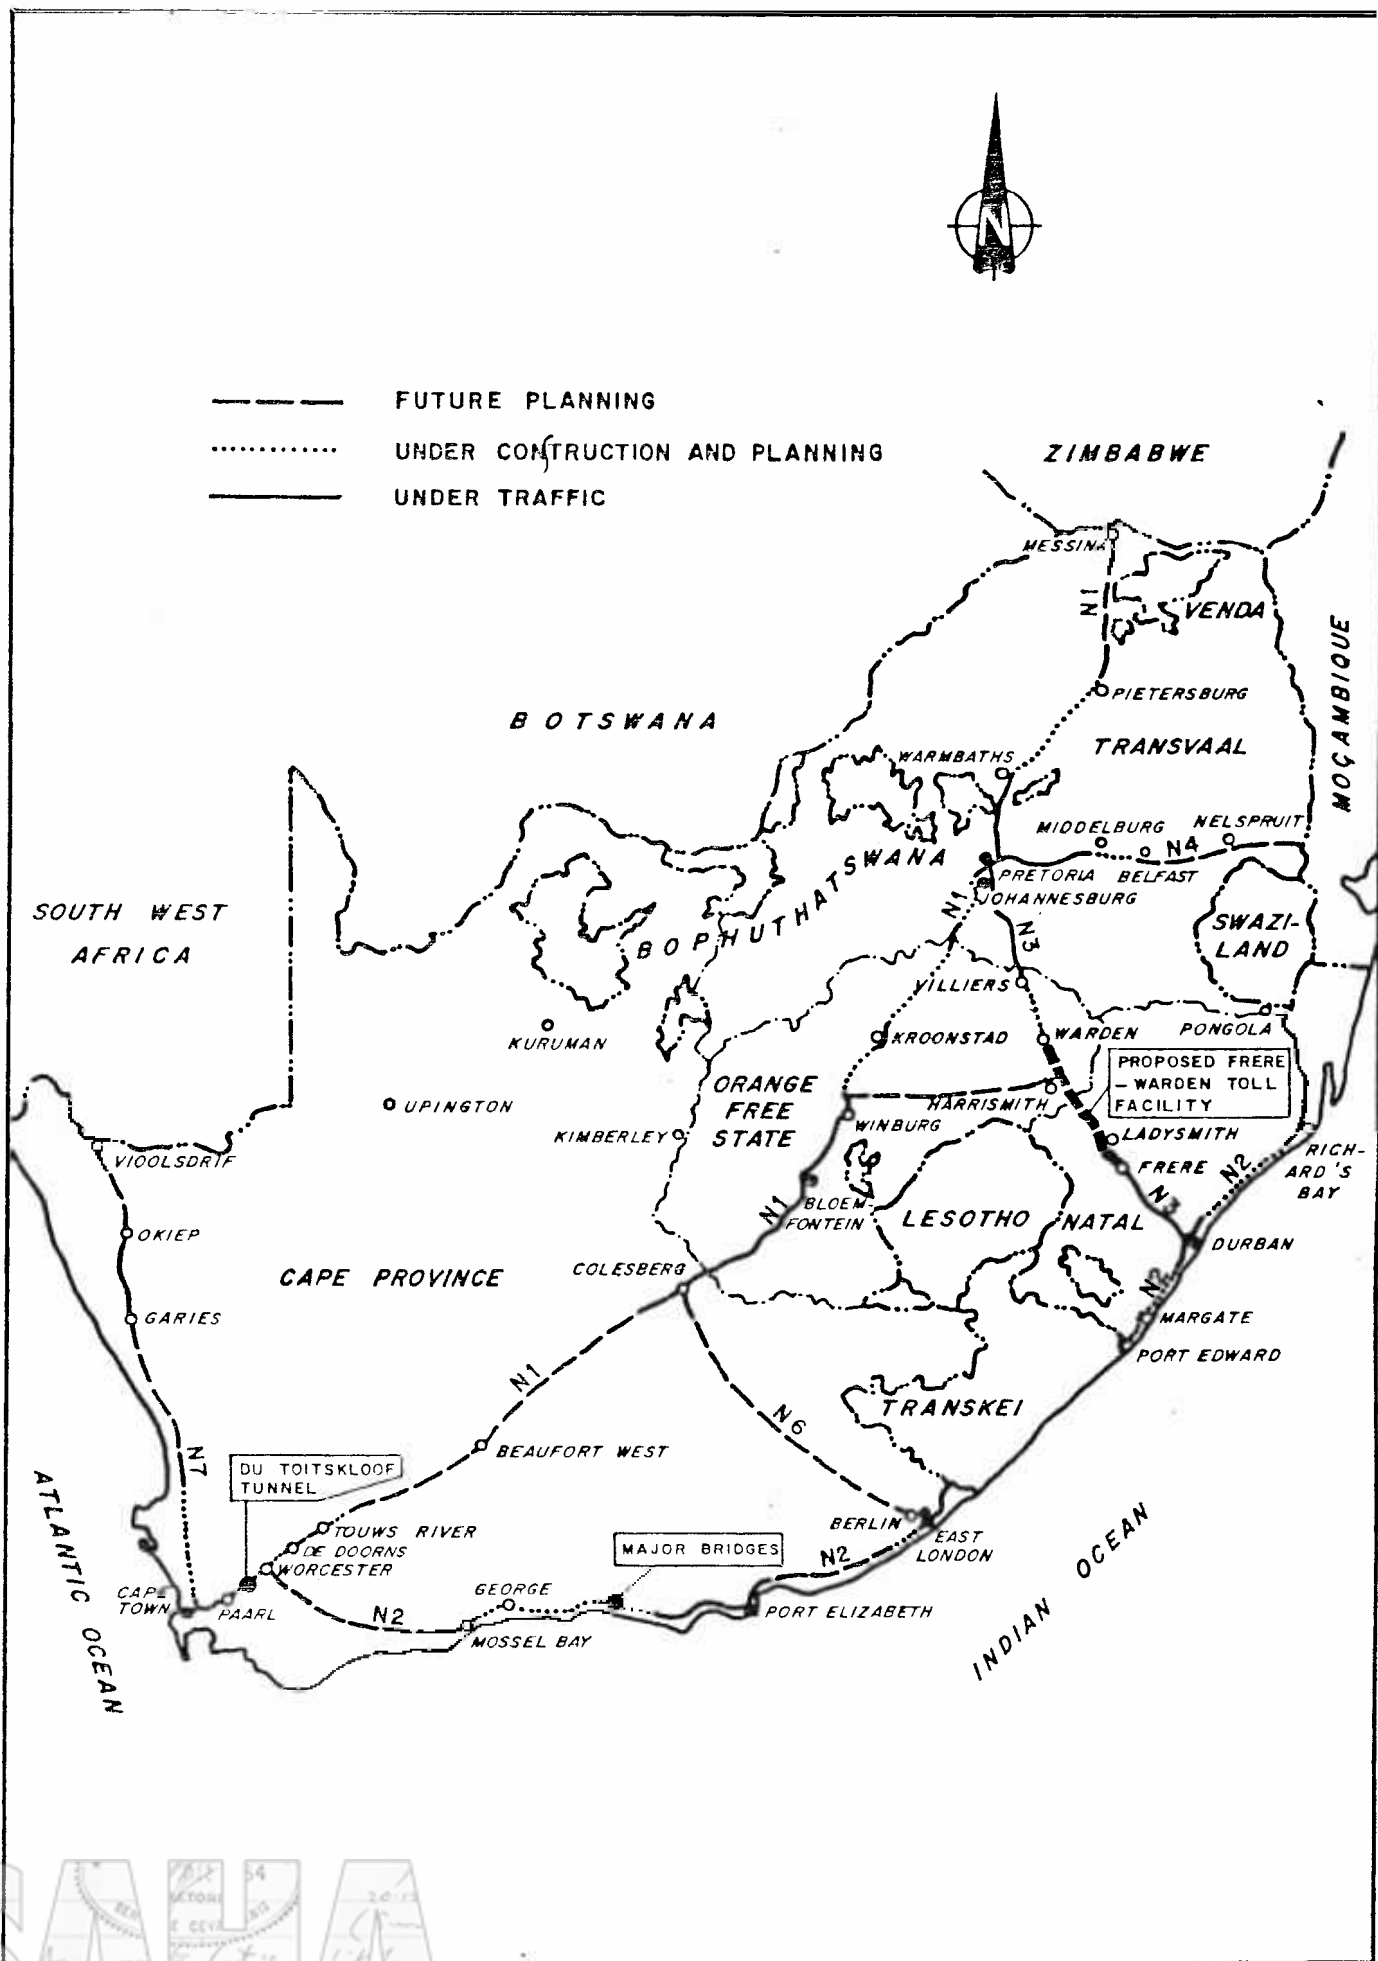 N
FUTURE PLANNING
UNDER CONSTRUCTION AND PLANNING
UNDER TRAFFIC
ZIMBABWE
MESSINA
N1
VENDA
MOÇAMBIQUE
PIETERSBURG
BOTSWANA
TRANSVAAL
WARMBATHS
MIDDELBURG
NELSPRUIT
N4
PRETORIA
BELFAST
JOHANNESBURG
N1
N3
SOUTH WEST
AFRICA
BOPHUTHATSWANA
SWAZI-
LAND
VILLIERS
KURUMAN
KROONSTAD
WARDEN
PONGOLA
PROPOSED FRERE
- WARDEN TOLL
FACILITY
UPINGTON
ORANGE
FREE
STATE
HARRISMITH
WINBURG
KIMBERLEY
LADYSMITH
VIOOLSDRIF
FRERE
N2
RICH-
ARD'S
BAY
N1
BLOEM-
FONTEIN
N3
LESOTHO
NATAL
OKIEP
DURBAN
CAPE PROVINCE
COLESBERG
N2
GARIES
MARGATE
PORT EDWARD
N1
N6
TRANSKEI
N7
BEAUFORT WEST
DU TOITSKLOOF
TUNNEL
ATLANTIC OCEAN
TOUWS RIVER
DE DOORNS
WORCESTER
BERLIN
EAST
LONDON
INDIAN OCEAN
MAJOR BRIDGES
N2
CAPE
TOWN
PAARL
GEORGE
N2
MOSSEL BAY
PORT ELIZABETH